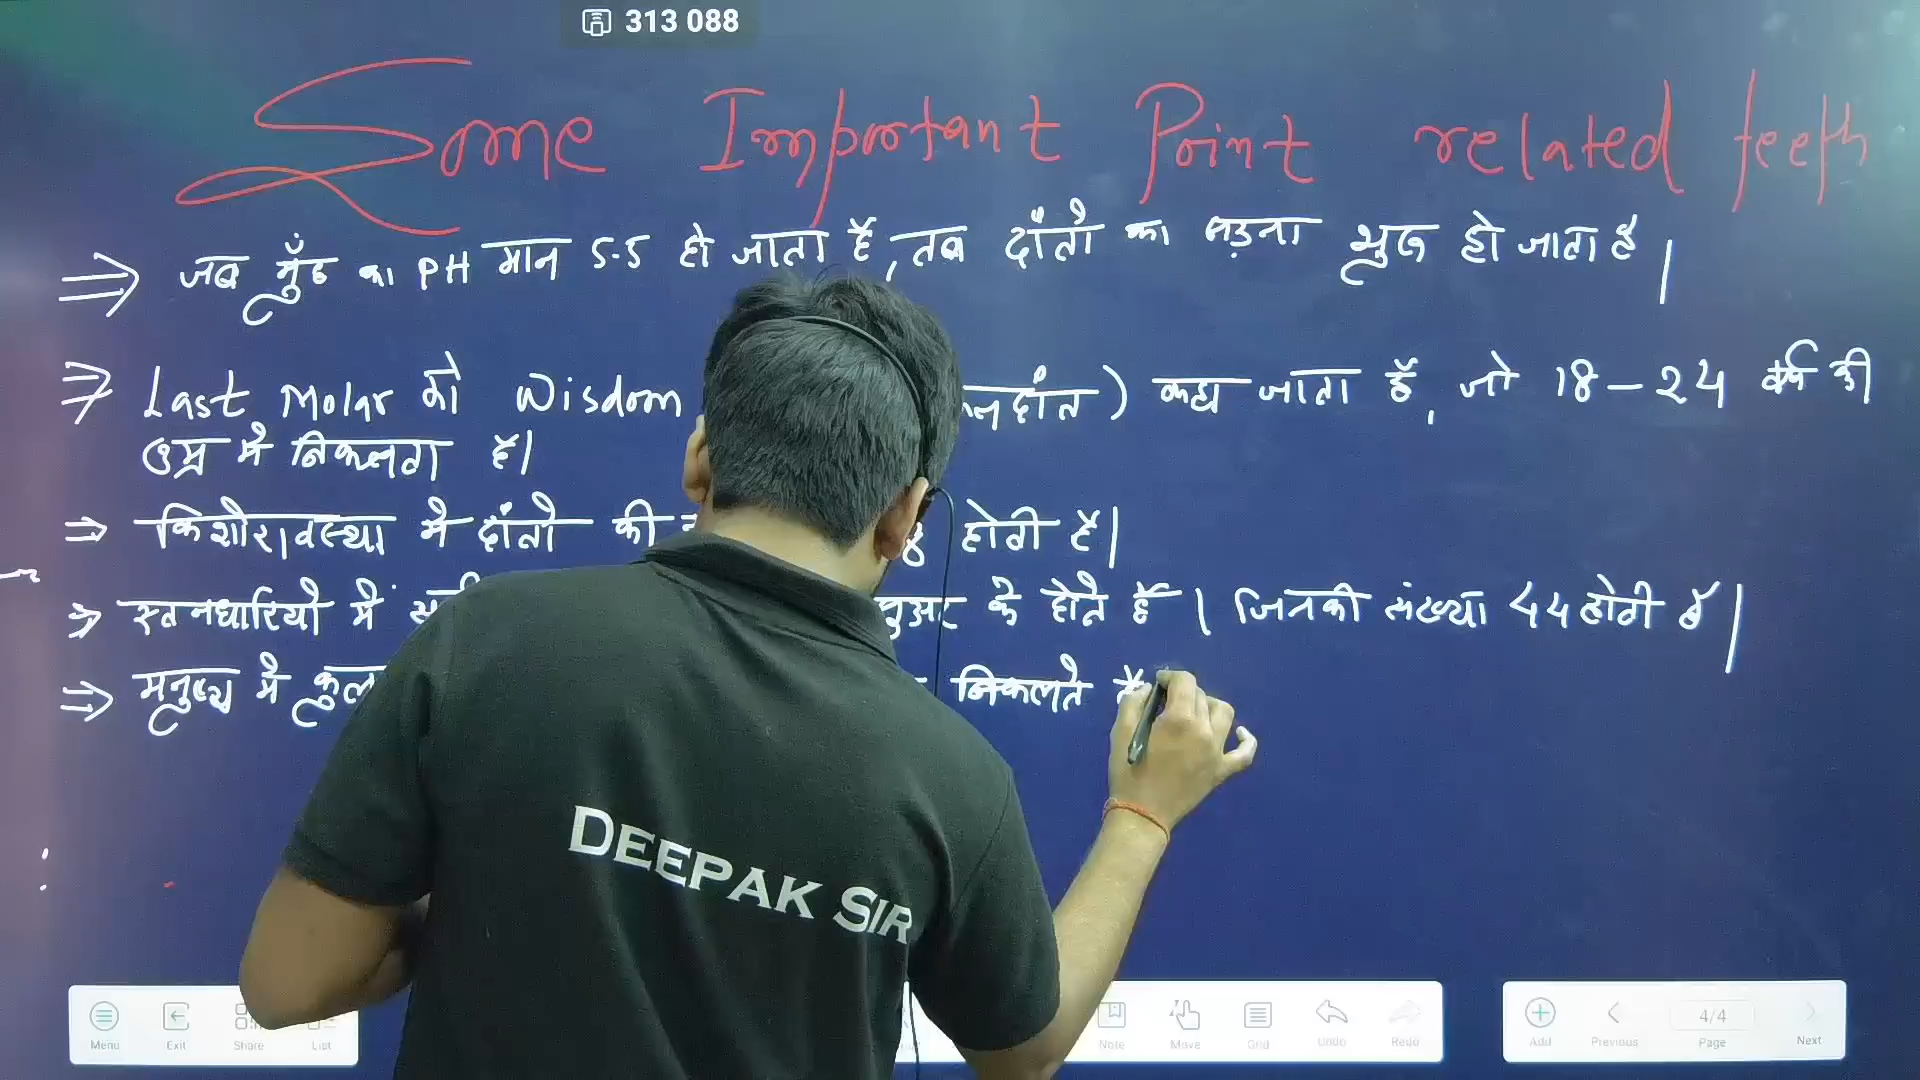 313 088
Some Important Point related teeth
⇒ जब मुँह का PH मान 5.5 हो जाता है, तब दाँतों का सड़ना शुरू हो जाता है |
⇒ Last Molar को Wisdom दाँत) कहा जाता है, जो 18-24 वर्ष की
उम्र में निकलता है|
⇒ किशोरावस्था में दांतो की 8 होती है|
⇒ स्तनधारियो में के होते हैं | जिनकी संख्या 44 होती है |
⇒ मनुष्य में कुल निकलते हैं
DEEPAK SIR
Menu Exit Share List Note Move Grid Undo Redo Add Previous 4/4 Page Next